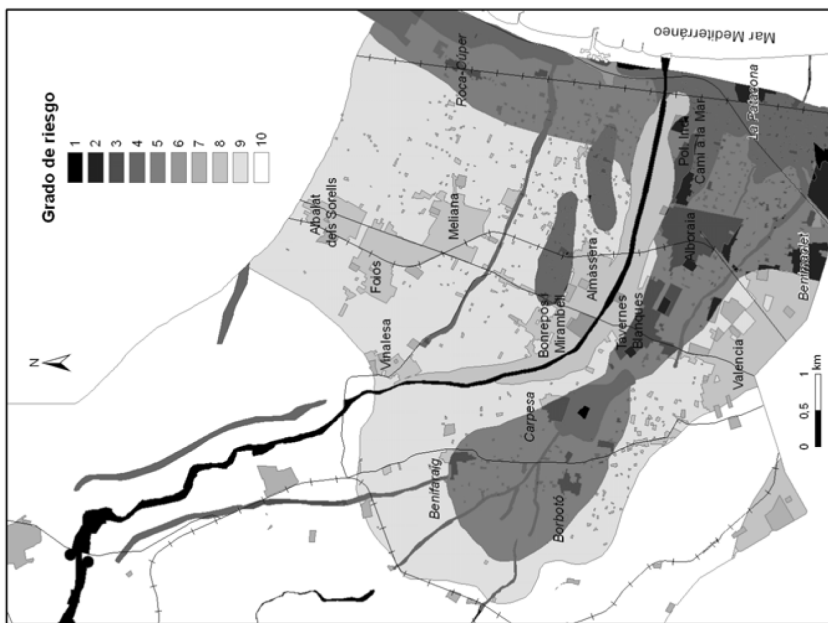 Grado de riesgo
1
2
3
4
5
6
7
8
9
10
N
Mar Mediterráneo
Roca-Cúper
Albalat
dels Sorells
Foios
Meliana
Vinalesa
Bonrepòs i
Mirambell
Almàssera
Tavernes
Blanques
Alboraia
Pol. Ind.
Camí a la Mar
La Patacona
Benimaclet
Valencia
Carpesa
Benifaraig
Borbotó
0 0,5 1
km